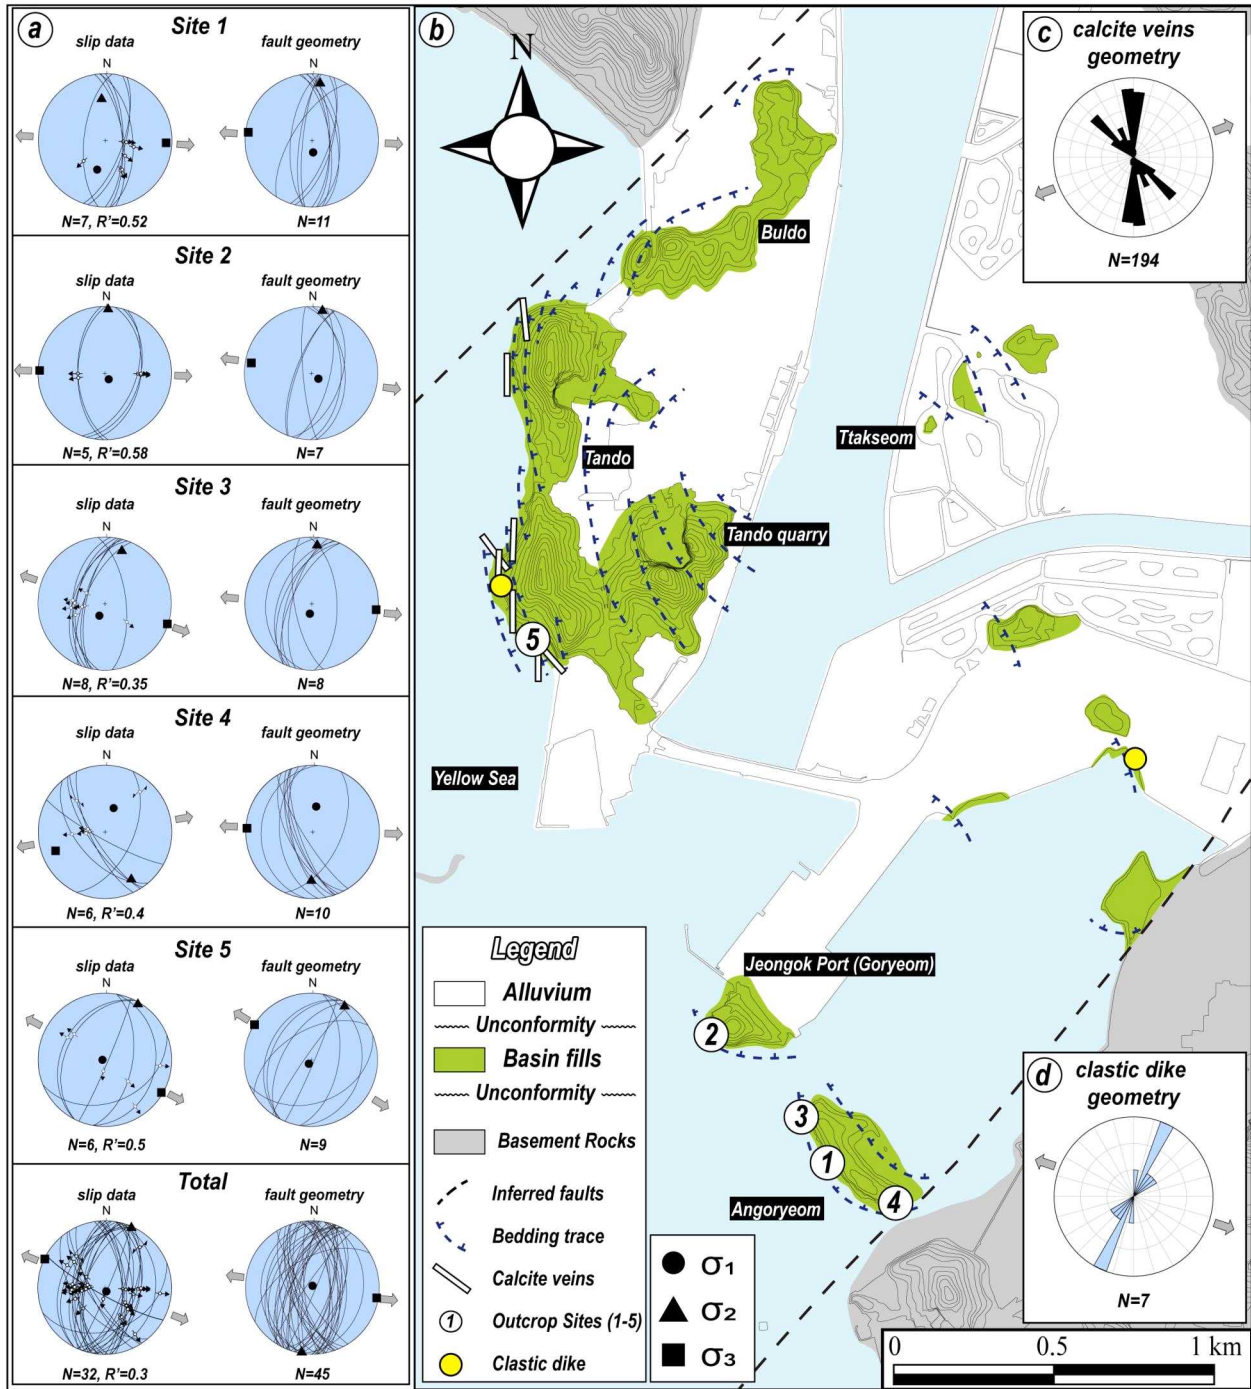 a
Site 1
slip data
fault geometry
N
N
N=7, R'=0.52
N=11
Site 2
slip data
fault geometry
N
N
N=5, R'=0.58
N=7
Site 3
slip data
fault geometry
N
N
N=8, R'=0.35
N=8
Site 4
slip data
fault geometry
N
N
N=6, R'=0.4
N=10
Site 5
slip data
fault geometry
N
N
N=6, R'=0.5
N=9
Total
slip data
fault geometry
N
N
N=32, R'=0.3
N=45
b
N
Buldo
Tando
Ttakseom
Tando quarry
5
Yellow Sea
Jeongok Port (Goryeom)
2
3
1
4
Angoryeom
Legend
Alluvium
Unconformity
Basin fills
Unconformity
Basement Rocks
Inferred faults
Bedding trace
Calcite veins
1 Outcrop Sites (1-5)
Clastic dike
σ1
σ2
σ3
c
calcite veins
geometry
N=194
d
clastic dike
geometry
N=7
0 0.5 1 km